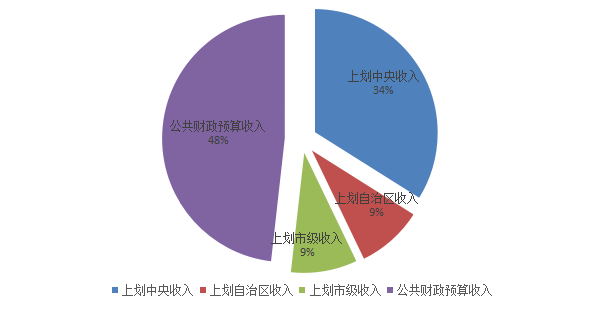 上划中央收入
34%
公共财政预算收入
48%
上划自治区收入
9%
上划市级收入
9%
上划中央收入 上划自治区收入 上划市级收入 公共财政预算收入